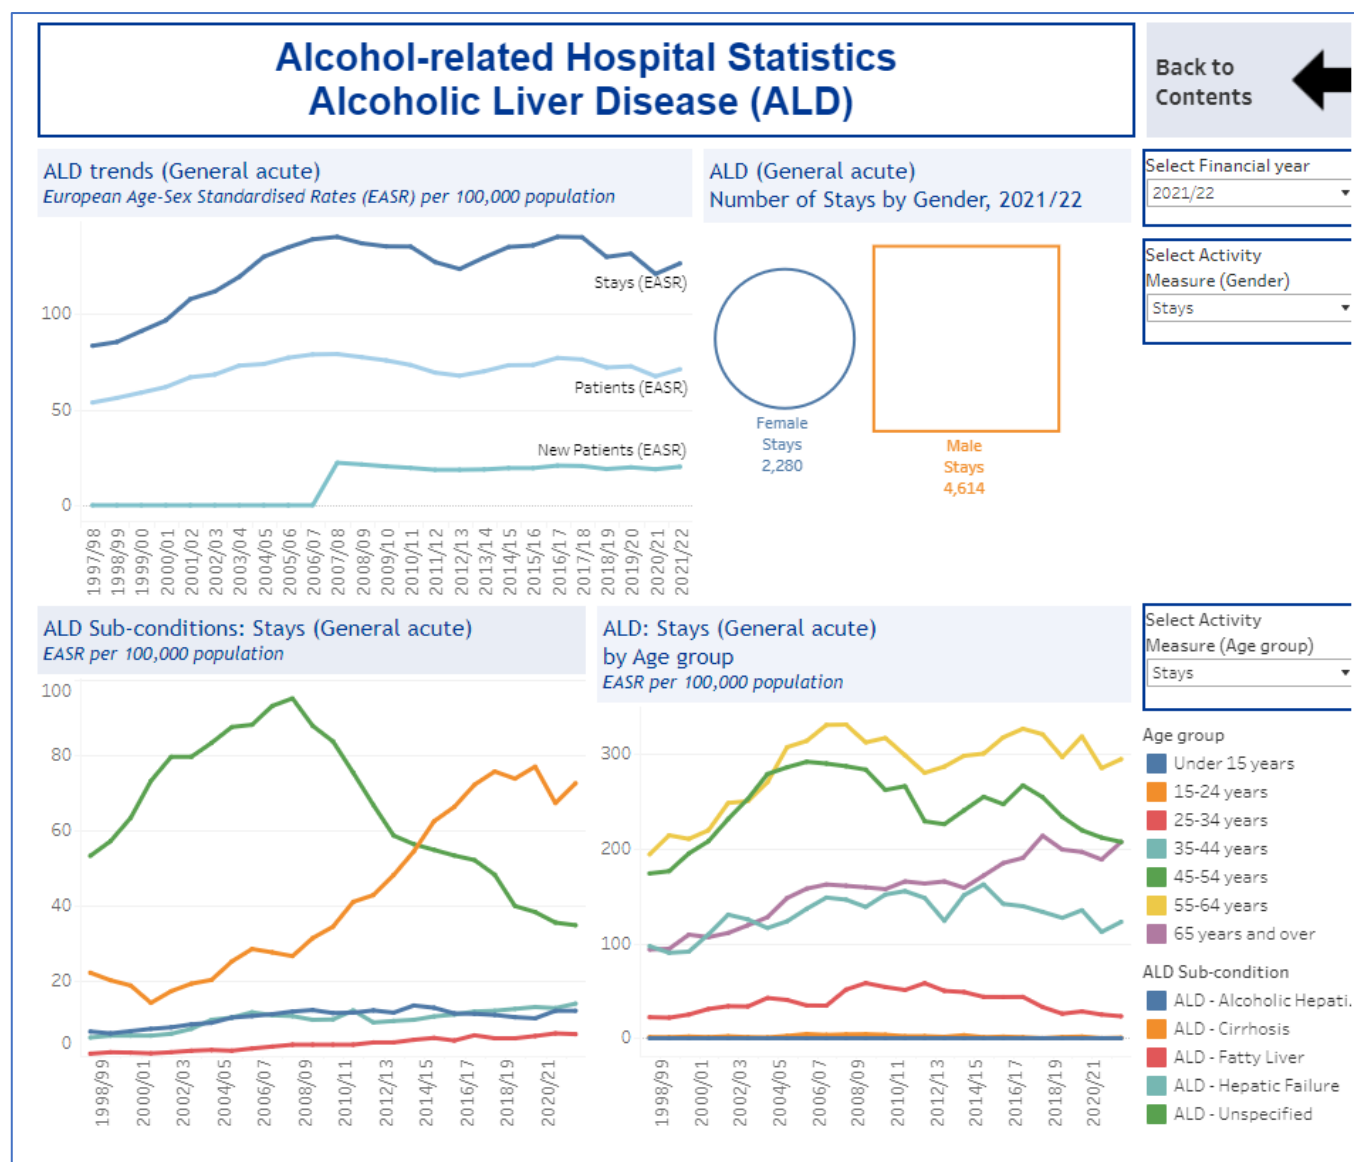 Alcohol-related Hospital Statistics
Alcoholic Liver Disease (ALD)
Back to
Contents
ALD trends (General acute)
European Age-Sex Standardised Rates (EASR) per 100,000 population
ALD (General acute)
Number of Stays by Gender, 2021/22
Select Financial year
2021/22
Select Activity
Measure (Gender)
Stays
100
50
0
Stays (EASR)
Patients (EASR)
New Patients (EASR)
1997/98
1998/99
1999/00
2000/01
2001/02
2002/03
2003/04
2004/05
2005/06
2006/07
2007/08
2008/09
2009/10
2010/11
2011/12
2012/13
2013/14
2014/15
2015/16
2016/17
2017/18
2018/19
2019/20
2020/21
2021/22
Female
Stays
2,280
Male
Stays
4,614
ALD Sub-conditions: Stays (General acute)
EASR per 100,000 population
100
80
60
40
20
0
1998/99
2000/01
2002/03
2004/05
2006/07
2008/09
2010/11
2012/13
2014/15
2016/17
2018/19
2020/21
ALD: Stays (General acute)
by Age group
EASR per 100,000 population
300
200
100
0
1998/99
2000/01
2002/03
2004/05
2006/07
2008/09
2010/11
2012/13
2014/15
2016/17
2018/19
2020/21
Select Activity
Measure (Age group)
Stays
Age group
Under 15 years
15-24 years
25-34 years
35-44 years
45-54 years
55-64 years
65 years and over
ALD Sub-condition
ALD - Alcoholic Hepati.
ALD - Cirrhosis
ALD - Fatty Liver
ALD - Hepatic Failure
ALD - Unspecified